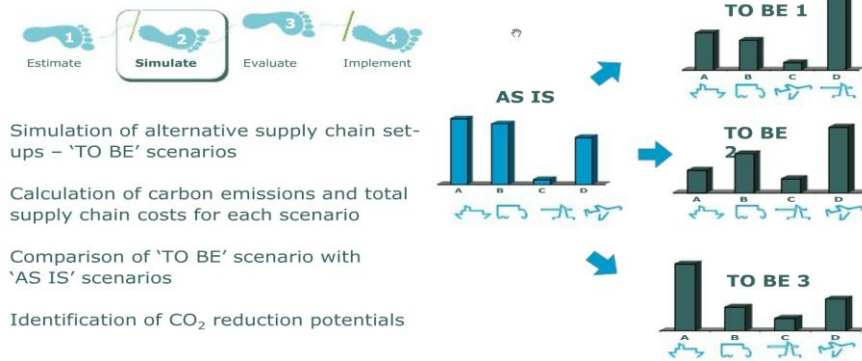 1
2
3
4
Estimate
Simulate
Evaluate
Implement
Simulation of alternative supply chain set-
ups – ‘TO BE’ scenarios
Calculation of carbon emissions and total
supply chain costs for each scenario
Comparison of ‘TO BE’ scenario with
‘AS IS’ scenarios
Identification of CO₂ reduction potentials
AS IS
A B C D
TO BE 1
A B C D
TO BE
2
A B C D
TO BE 3
A B C D